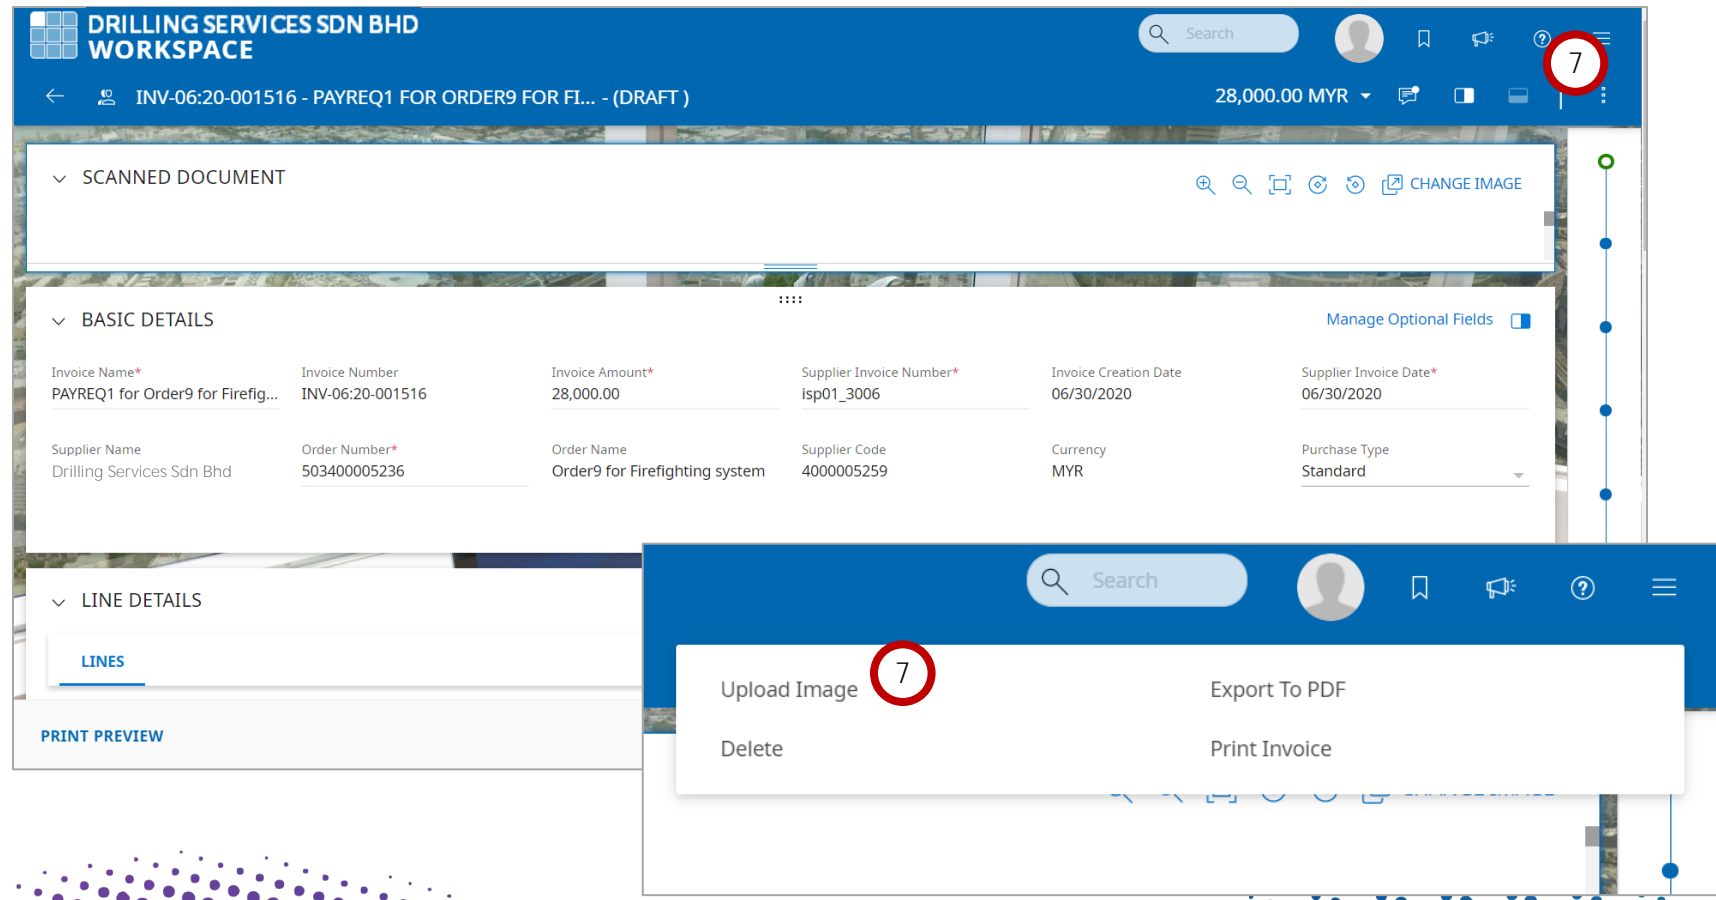 DRILLING SERVICES SDN BHD
WORKSPACE
Search
7
INV-06:20-001516 - PAYREQ1 FOR ORDER9 FOR FI... - (DRAFT )
28,000.00 MYR
SCANNED DOCUMENT
CHANGE IMAGE
BASIC DETAILS
Manage Optional Fields
Invoice Name* Invoice Number Invoice Amount* Supplier Invoice Number* Invoice Creation Date Supplier Invoice Date*
PAYREQ1 for Order9 for Firefig... INV-06:20-001516 28,000.00 isp01_3006 06/30/2020 06/30/2020
Supplier Name Order Number* Order Name Supplier Code Currency Purchase Type
Drilling Services Sdn Bhd 503400005236 Order9 for Firefighting system 4000005259 MYR Standard
LINE DETAILS
LINES
PRINT PREVIEW
Search
7
Upload Image Export To PDF
Delete Print Invoice